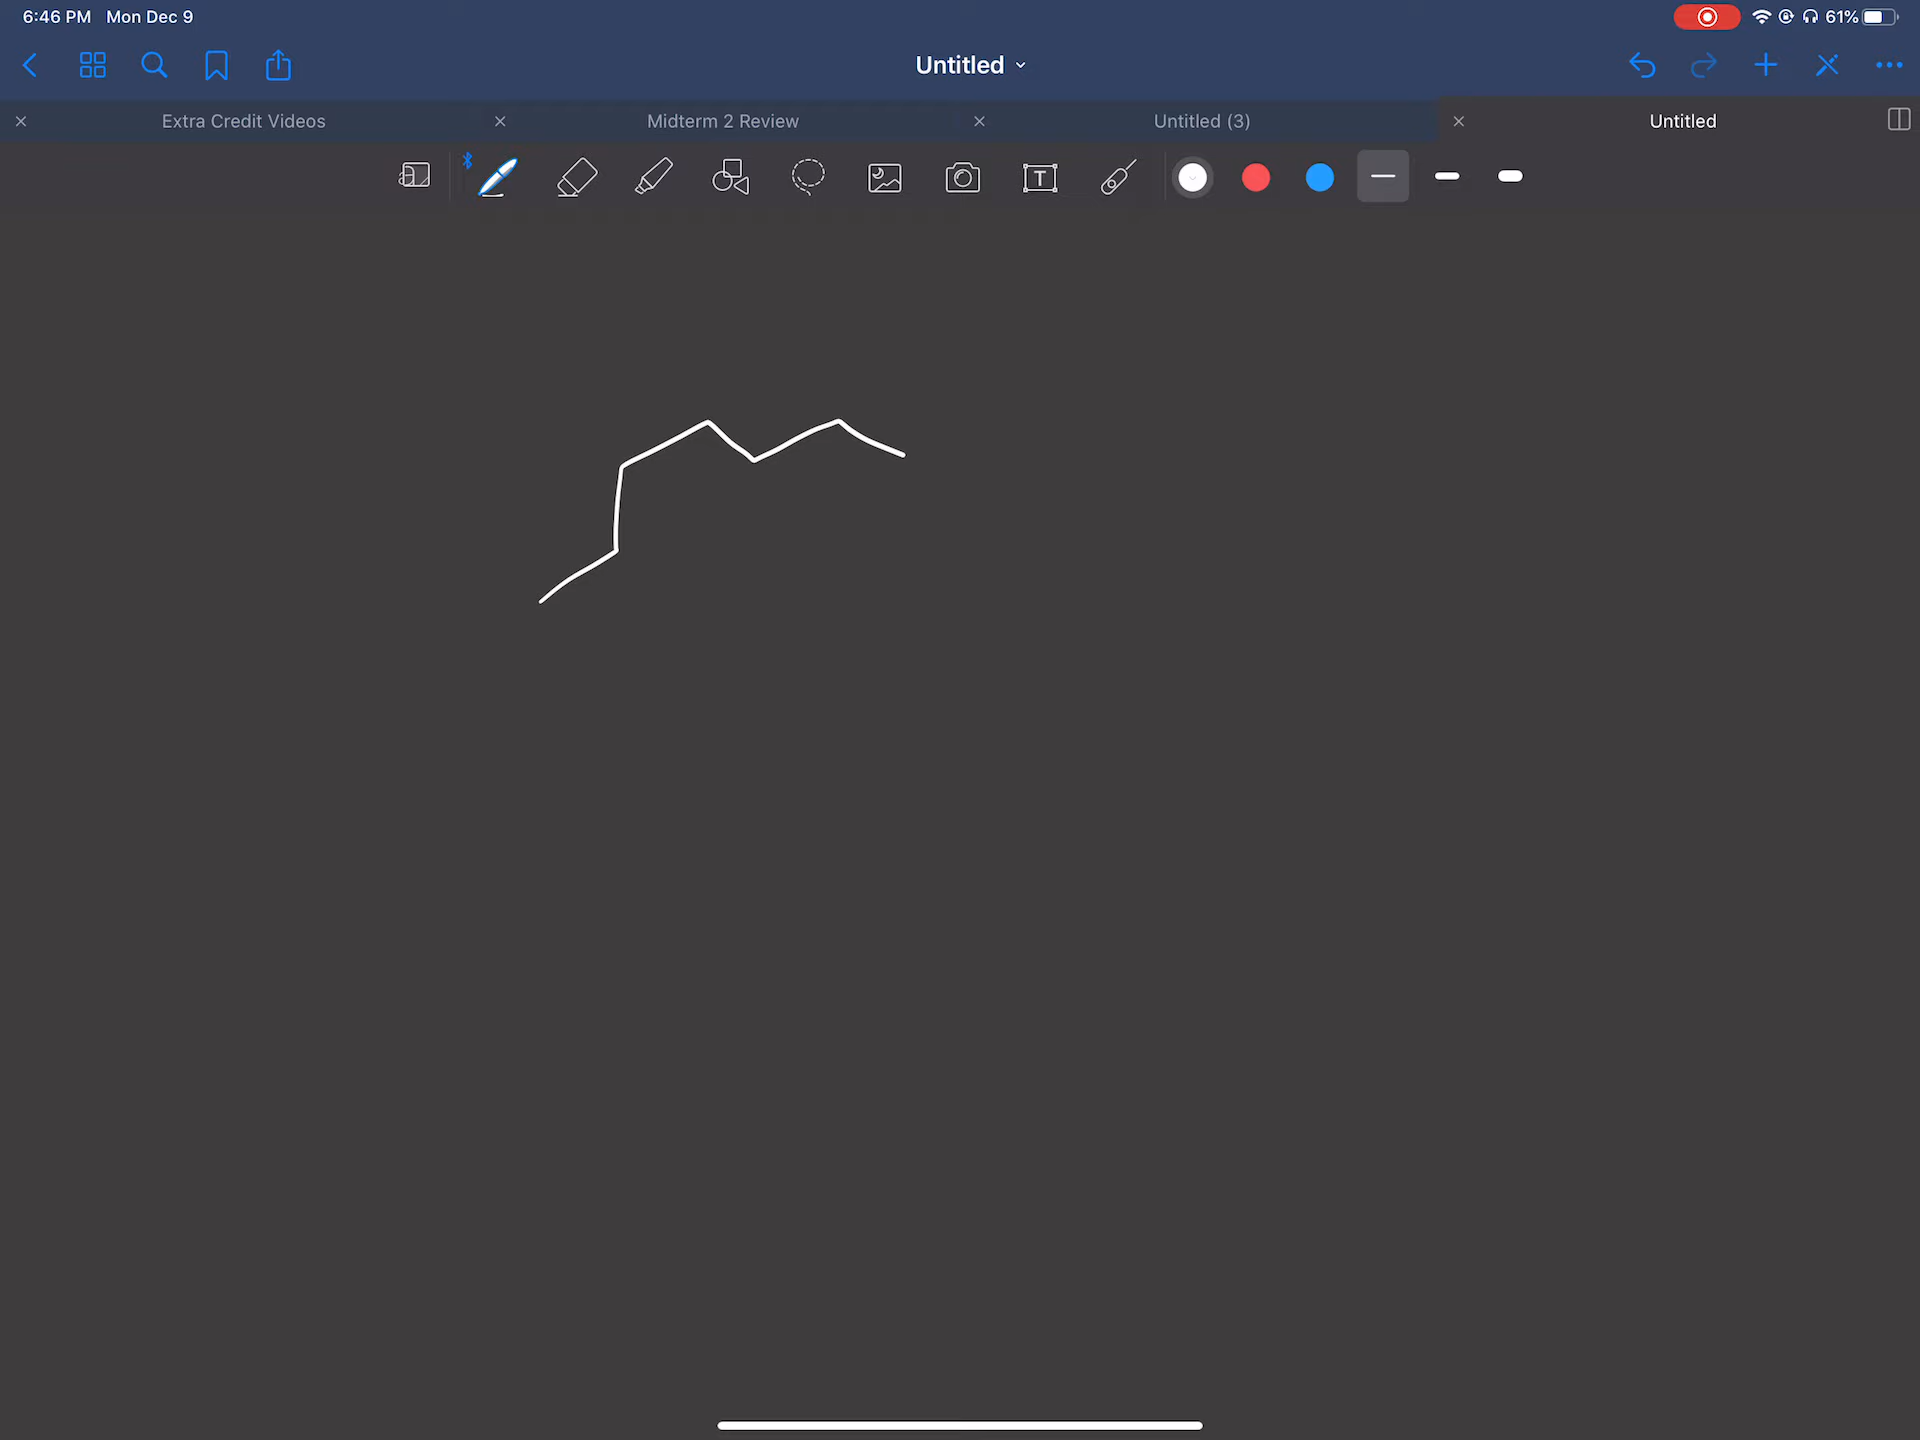 6:46 PM Mon Dec 9 61%
Untitled
Extra Credit Videos Midterm 2 Review Untitled (3) Untitled
T